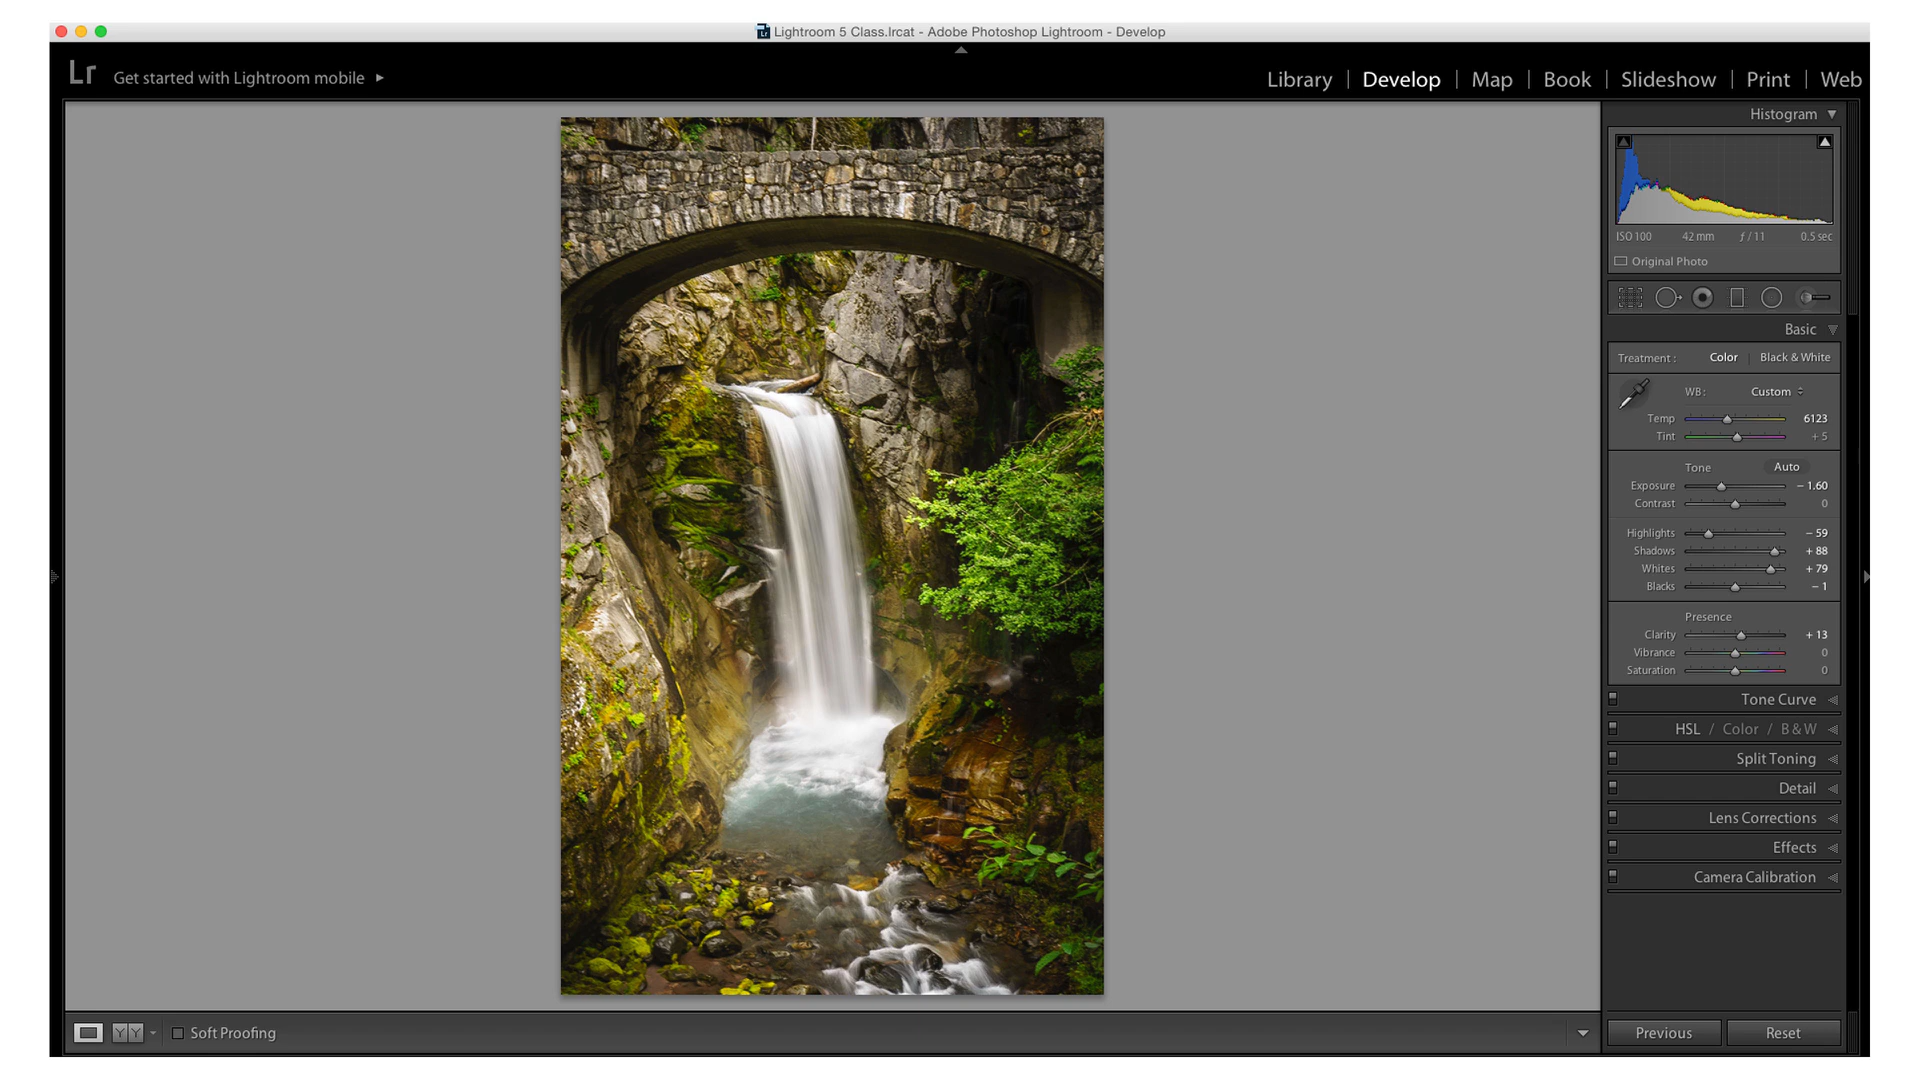 Lightroom 5 Class.lrcat - Adobe Photoshop Lightroom - Develop
Lr Get started with Lightroom mobile ▶
Library | Develop | Map | Book | Slideshow | Print | Web
Histogram
ISO 100 42 mm ƒ / 11 0.5 sec
Original Photo
Basic
Treatment : Color Black & White
WB : Custom
Temp 6123
Tint + 5
Tone Auto
Exposure − 1.60
Contrast 0
Highlights − 59
Shadows + 88
Whites + 79
Blacks − 1
Presence
Clarity + 13
Vibrance 0
Saturation 0
Tone Curve
HSL / Color / B & W
Split Toning
Detail
Lens Corrections
Effects
Camera Calibration
YY Soft Proofing
Previous Reset